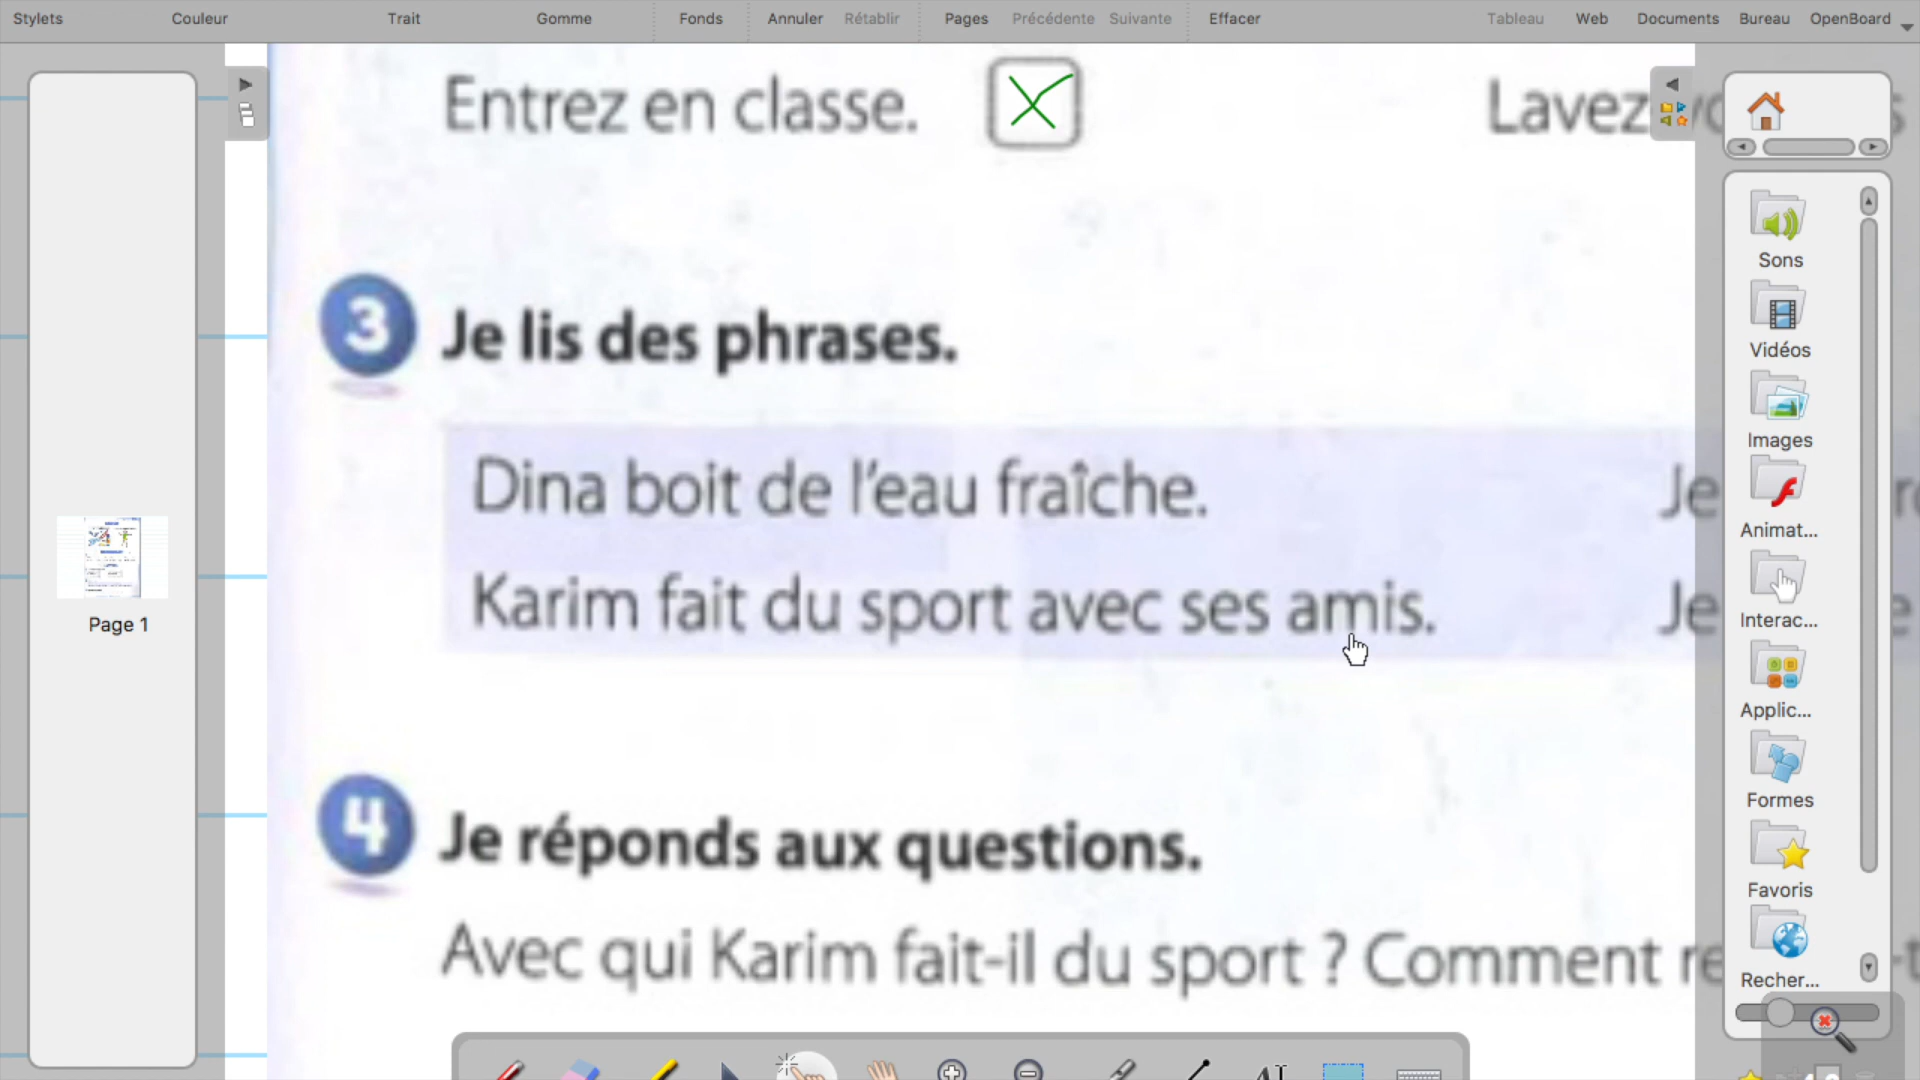 Stylets Couleur Trait Gomme Fonds Annuler Rétablir Pages Précédente Suivante Effacer Tableau Web Documents Bureau OpenBoard
Entrez en classe. Lavez
3 Je lis des phrases.
Dina boit de l'eau fraîche. Je
Karim fait du sport avec ses amis. Je
4 Je réponds aux questions.
Avec qui Karim fait-il du sport ? Comment
Page 1
Sons
Vidéos
Images
Animat...
Interac...
Applic...
Formes
Favoris
Recher...